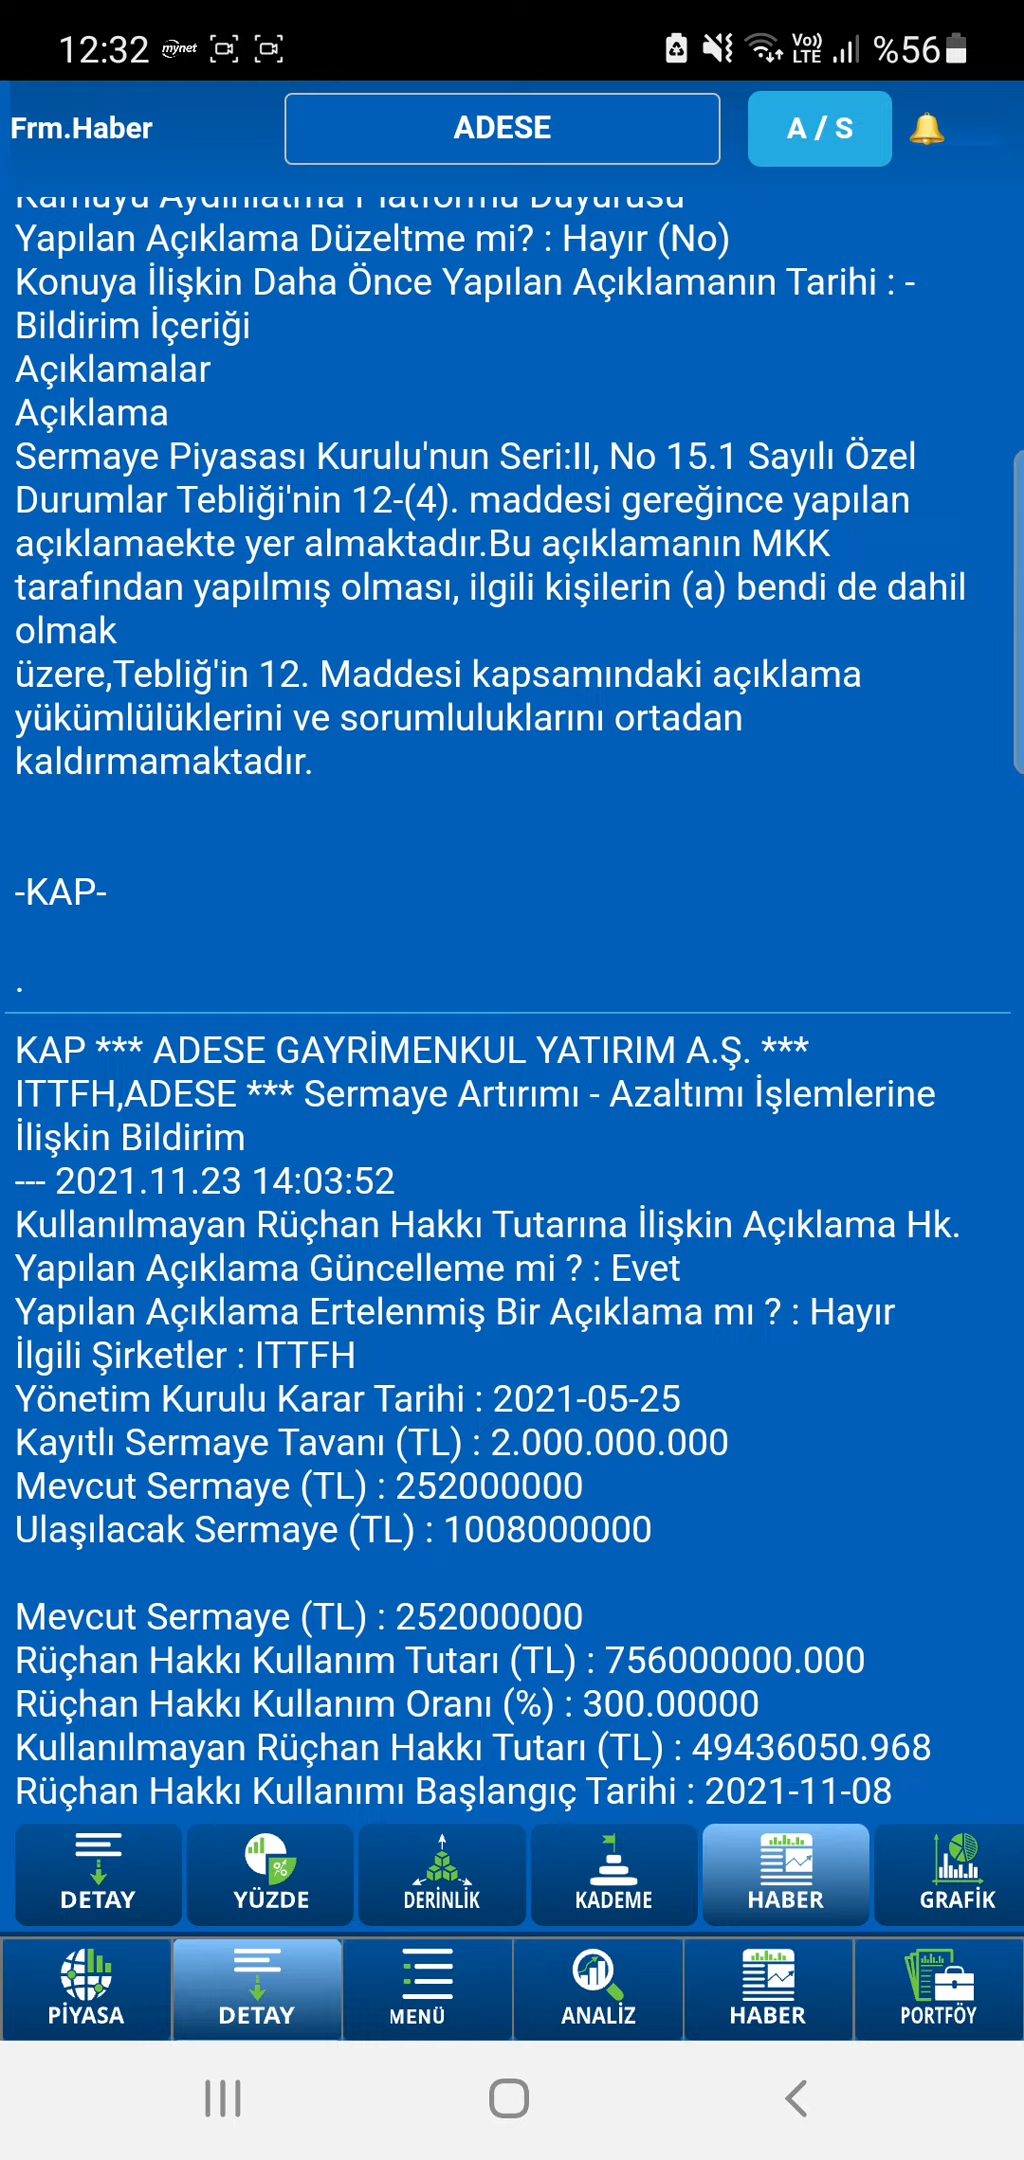 12:32 mynet Vo)) LTE %56
Frm.Haber ADESE A / S
Kamuyu Aydınlatma Platformu Duyurusu
Yapılan Açıklama Düzeltme mi? : Hayır (No)
Konuya İlişkin Daha Önce Yapılan Açıklamanın Tarihi : -
Bildirim İçeriği
Açıklamalar
Açıklama
Sermaye Piyasası Kurulu'nun Seri:II, No 15.1 Sayılı Özel
Durumlar Tebliği'nin 12-(4). maddesi gereğince yapılan
açıklamaekte yer almaktadır.Bu açıklamanın MKK
tarafından yapılmış olması, ilgili kişilerin (a) bendi de dahil
olmak
üzere,Tebliğ'in 12. Maddesi kapsamındaki açıklama
yükümlülüklerini ve sorumluluklarını ortadan
kaldırmamaktadır.
-KAP-
.
KAP *** ADESE GAYRİMENKUL YATIRIM A.Ş. ***
ITTFH,ADESE *** Sermaye Artırımı - Azaltımı İşlemlerine
İlişkin Bildirim
--- 2021.11.23 14:03:52
Kullanılmayan Rüçhan Hakkı Tutarına İlişkin Açıklama Hk.
Yapılan Açıklama Güncelleme mi ? : Evet
Yapılan Açıklama Ertelenmiş Bir Açıklama mı ? : Hayır
İlgili Şirketler : ITTFH
Yönetim Kurulu Karar Tarihi : 2021-05-25
Kayıtlı Sermaye Tavanı (TL) : 2.000.000.000
Mevcut Sermaye (TL) : 252000000
Ulaşılacak Sermaye (TL) : 1008000000
Mevcut Sermaye (TL) : 252000000
Rüçhan Hakkı Kullanım Tutarı (TL) : 756000000.000
Rüçhan Hakkı Kullanım Oranı (%) : 300.00000
Kullanılmayan Rüçhan Hakkı Tutarı (TL) : 49436050.968
Rüçhan Hakkı Kullanımı Başlangıç Tarihi : 2021-11-08
DETAY YÜZDE DERİNLİK KADEME HABER GRAFİK
PİYASA DETAY MENÜ ANALİZ HABER PORTFÖY